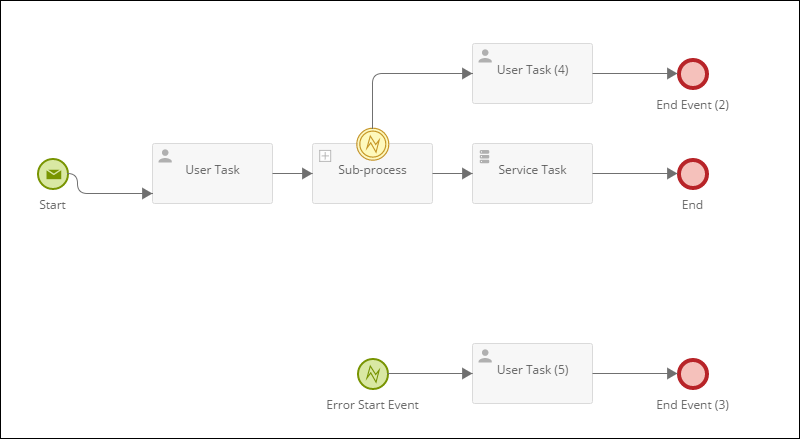 User Task (4)
End Event (2)
User Task
Sub-process
Service Task
Start
End
User Task (5)
Error Start Event
End Event (3)